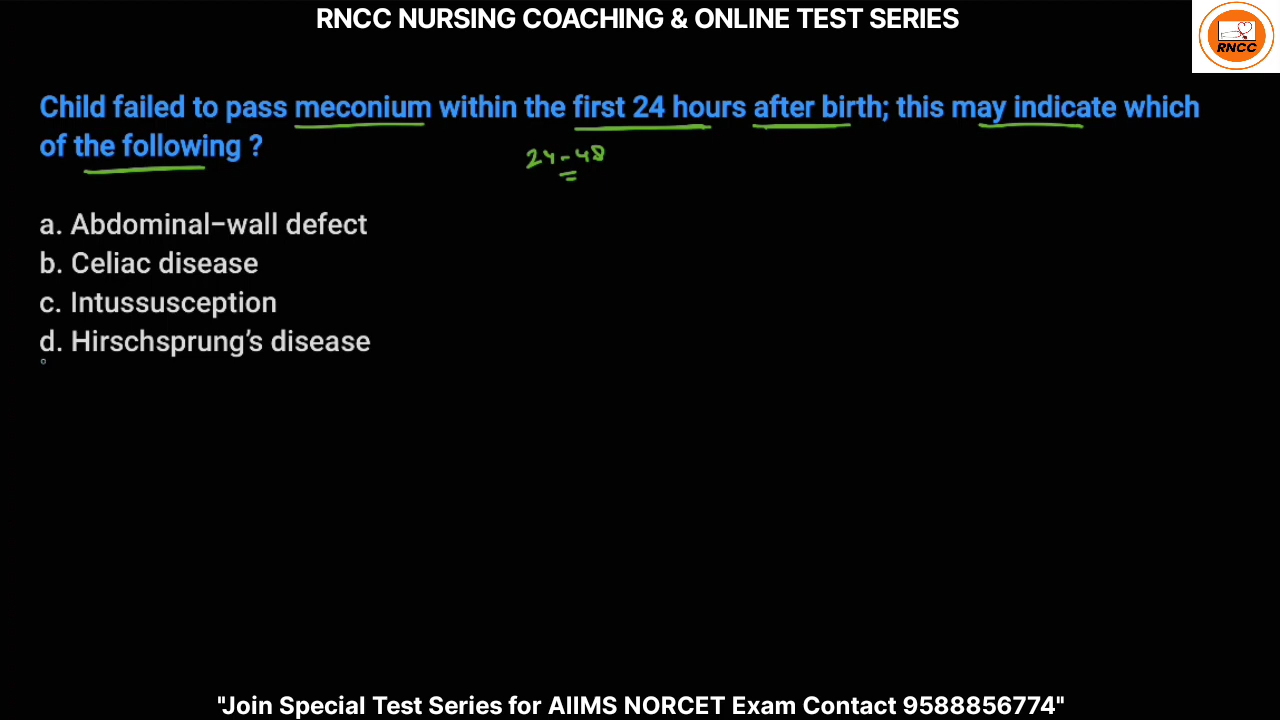 RNCC NURSING COACHING & ONLINE TEST SERIES
RNCC
Child failed to pass meconium within the first 24 hours after birth; this may indicate which
of the following ?
24-48
a. Abdominal-wall defect
b. Celiac disease
c. Intussusception
d. Hirschsprung’s disease
"Join Special Test Series for AIIMS NORCET Exam Contact 9588856774"